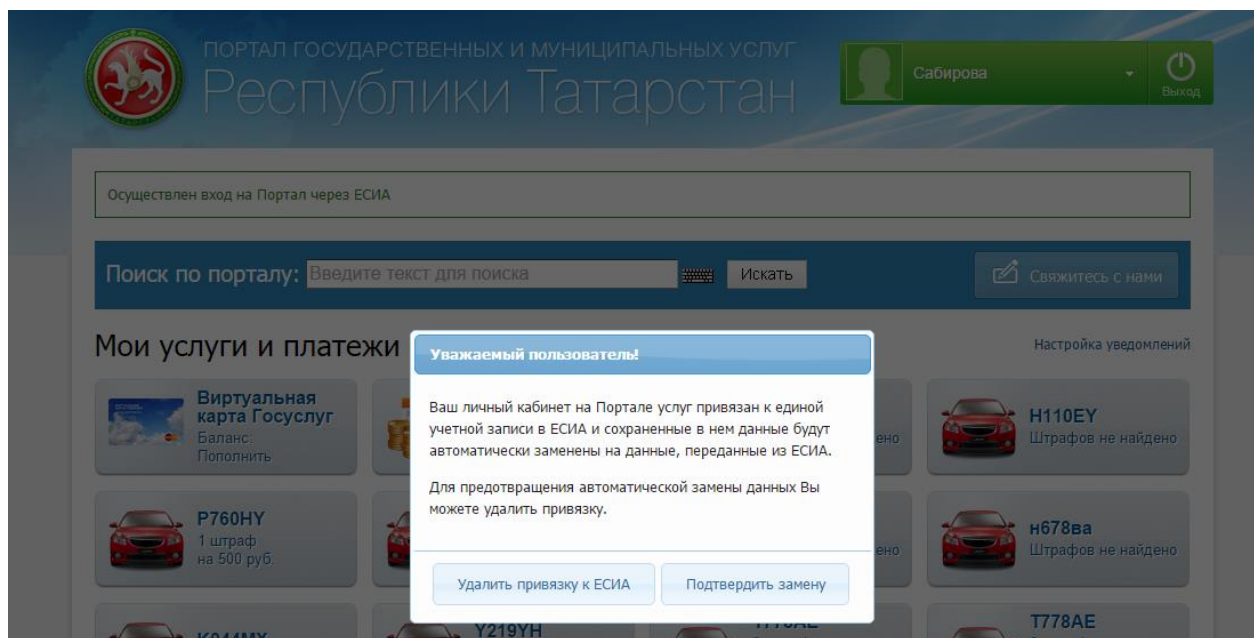 ПОРТАЛ ГОСУДАРСТВЕННЫХ И МУНИЦИПАЛЬНЫХ УСЛУГ
Республики Татарстан
Сабирова
Выход
Осуществлен вход на Портал через ЕСИА
Поиск по порталу: Введите текст для поиска Искать
Свяжитесь с нами
Мои услуги и платежи
Настройка уведомлений
Виртуальная
карта Госуслуг
Баланс:
Пополнить
Н110ЕУ
Штрафов не найдено
Р760НУ
1 штраф
на 500 руб.
н678ва
Штрафов не найдено
Уважаемый пользователь!
Ваш личный кабинет на Портале услуг привязан к единой
учетной записи в ЕСИА и сохраненные в нем данные будут
автоматически заменены на данные, переданные из ЕСИА.
Для предотвращения автоматической замены данных Вы
можете удалить привязку.
Удалить привязку к ЕСИА
Подтвердить замену
У219УН
Т778АЕ